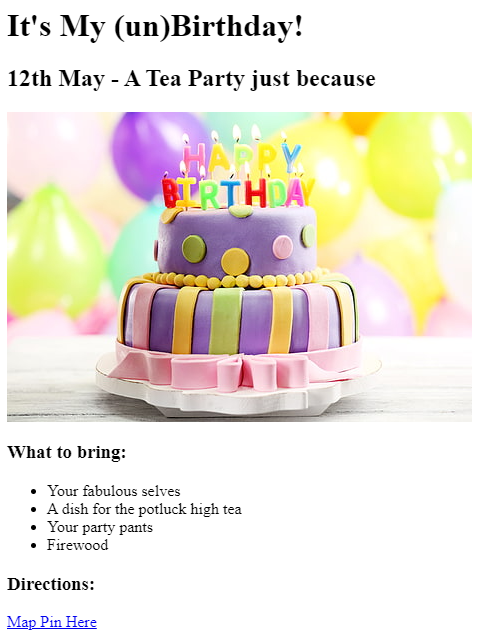 It's My (un)Birthday!
12th May - A Tea Party just because
HAPPY
BIRTHDAY
What to bring:
Your fabulous selves
A dish for the potluck high tea
Your party pants
Firewood
Directions:
Map Pin Here